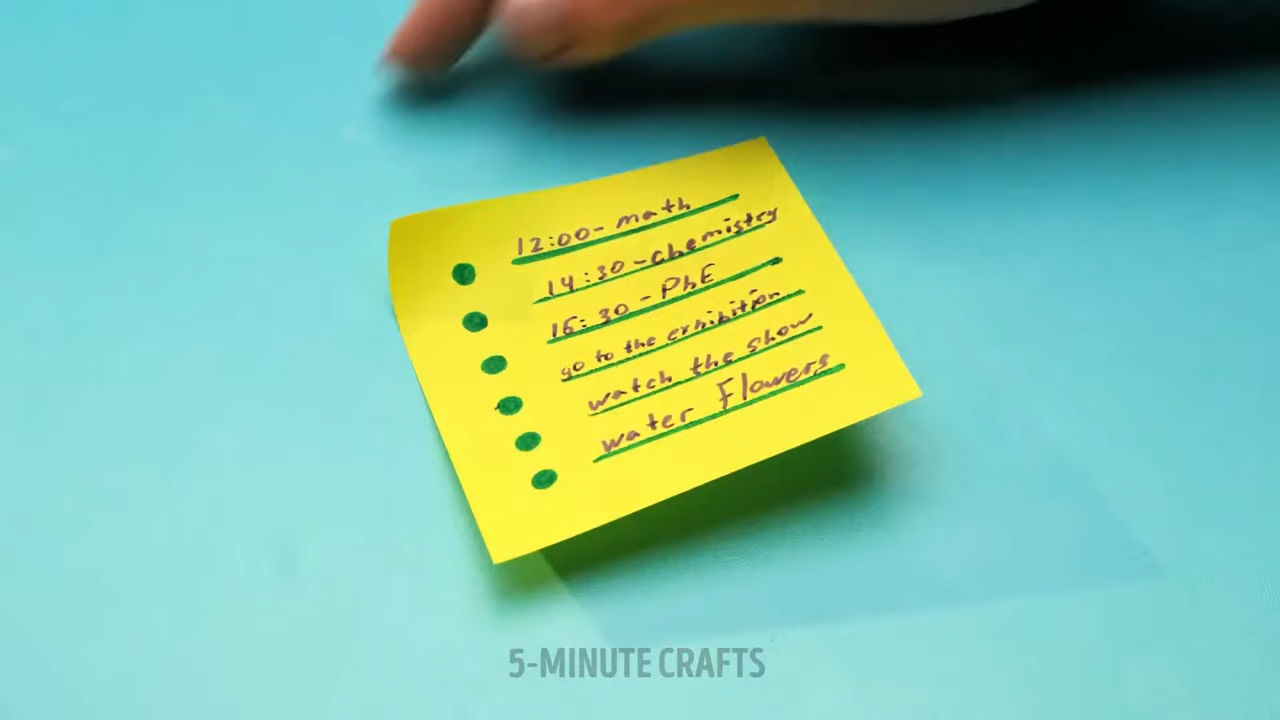 12:00- math
14:30-chemistry
16:30-PhE
go to the exhibition
watch the show
water Flowers
5-MINUTE CRAFTS